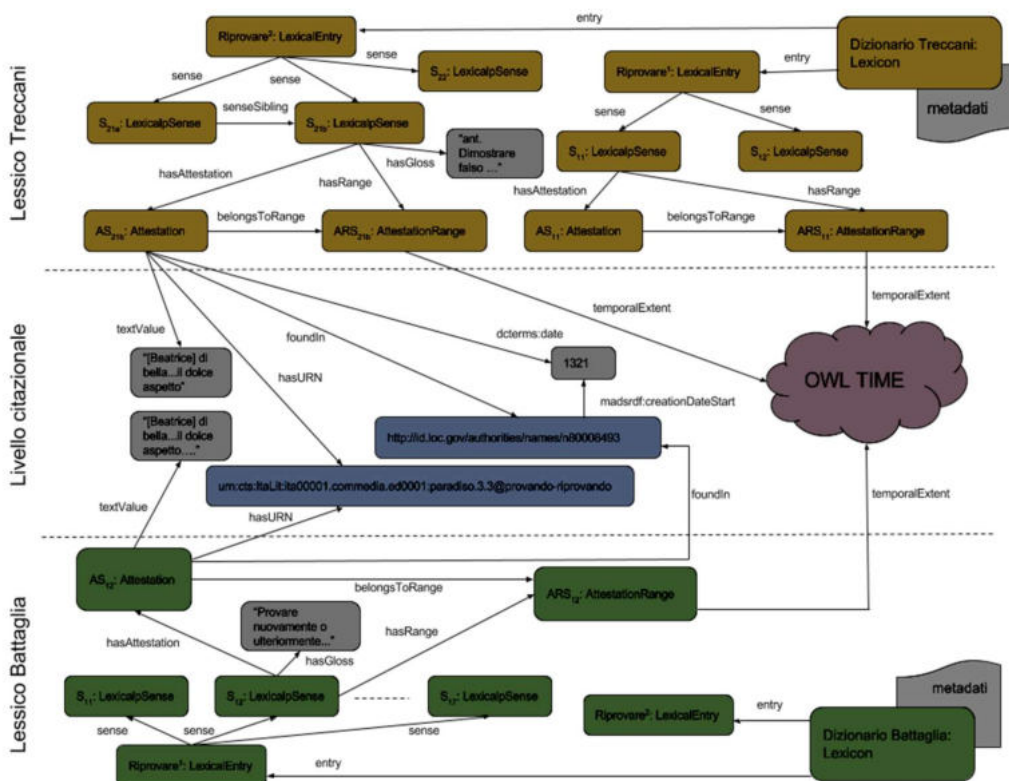 entry
Riprovare²: LexicalEntry
Dizionario Treccani:
Lexicon
entry
sense
sense
sense
S₂₂: LexicalpSense
Riprovare¹: LexicalEntry
metadati
Lessico Treccani
senseSibling
sense
sense
S₂₁ₐ: LexicalpSense
S₂₁ᵦ: LexicalpSense
"ant.
Dimostrare
falso ..."
hasGloss
S₁₁: LexicalpSense
S₁₂: LexicalpSense
hasAttestation
hasRange
hasAttestation
hasRange
belongsToRange
belongsToRange
AS₂₁ᵦ: Attestation
ARS₂₁ᵦ: AttestationRange
AS₁₁: Attestation
ARS₁₁: AttestationRange
temporalExtent
temporalExtent
textValue
foundIn
dcterms:date
"[Beatrice] di
bella...il dolce
aspetto"
1321
OWL TIME
hasURN
madsrdf:creationDateStart
Livello citazionale
"[Beatrice] di
bella...il dolce
aspetto...."
http://id.loc.gov/authorities/names/n80006493
urn:cts:ItaLit:ita00001.commedia.ed0001:paradiso.3.3@provando-riprovando
foundIn
temporalExtent
textValue
hasURN
AS₁₂: Attestation
belongsToRange
ARS₁₂: AttestationRange
"Provare
nuovamente o
ulteriormente..."
hasRange
hasAttestation
hasGloss
Lessico Battaglia
S₁₁: LexicalpSense
S₁₂: LexicalpSense
S₁₇: LexicalpSense
metadati
Riprovare²: LexicalEntry
entry
sense
sense
sense
Dizionario Battaglia:
Lexicon
Riprovare¹: LexicalEntry
entry